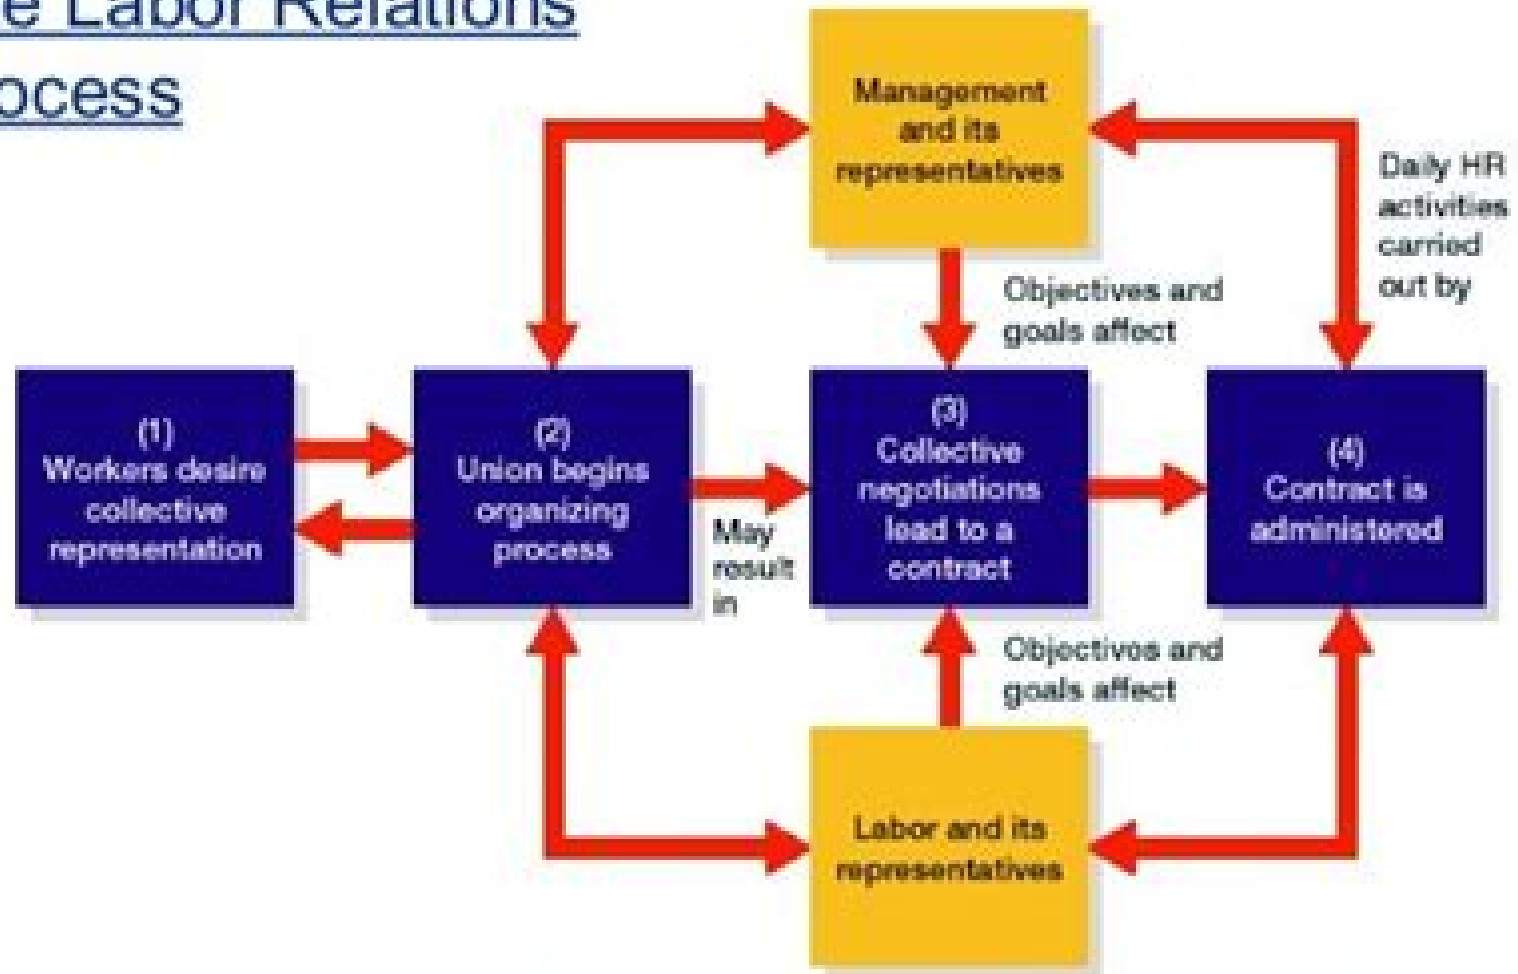 e Labor Relations
ocess
Management
and its
representatives
Daily HR
activities
carried
out by
Objectives and
goals affect
(1)
Workers desire
collective
representation
(2)
Union begins
organizing
process
May
result
in
(3)
Collective
negotiations
lead to a
contract
(4)
Contract is
administered
Objectives and
goals affect
Labor and its
representatives